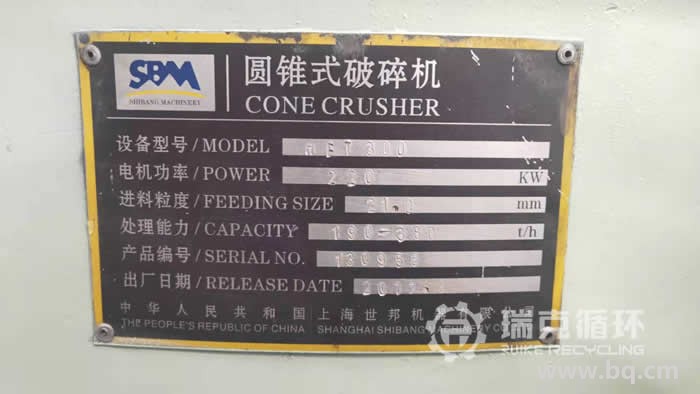 SBM
SHIBANG MACHINERY
圆锥式破碎机
CONE CRUSHER
设备型号/MODEL
电机功率/POWER KW
进料粒度/FEEDING SIZE mm
处理能力/CAPACITY t/h
产品编号/SERIAL NO.
出厂日期/RELEASE DATE
中华人民共和国上海世邦机
THE PEOPLE'S REPUBLIC OF CHINA SHANGHAI SHIBANG MACHINERY CO
瑞克循环
RUIKE RECYCLING
www.bq.cm